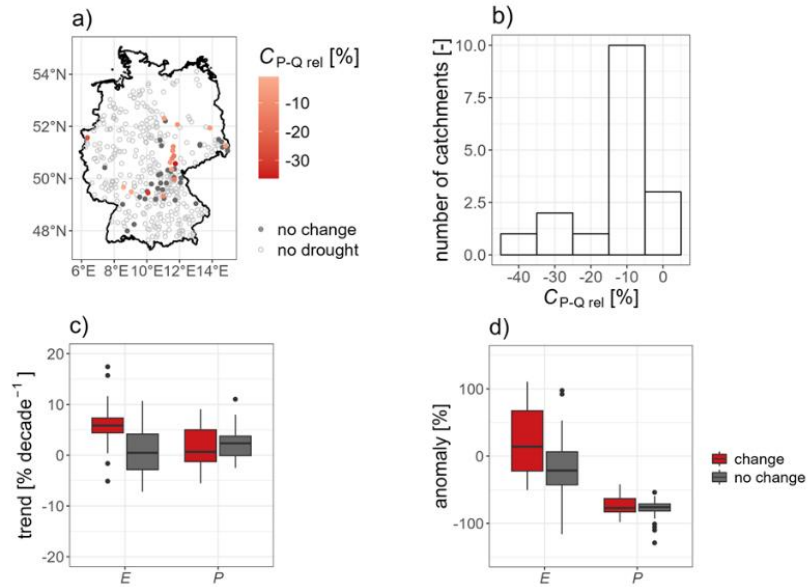 a)
C P-Q rel [%]
54°N
52°N
50°N
48°N
6°E 8°E 10°E 12°E 14°E
-10
-20
-30
no change
no drought
b)
number of catchments [-]
10.0
7.5
5.0
2.5
0.0
-40 -30 -20 -10 0
C P-Q rel [%]
c)
trend [% decade⁻¹ ]
20
10
0
-10
-20
E P
d)
anomaly [%]
100
0
-100
E P
change
no change